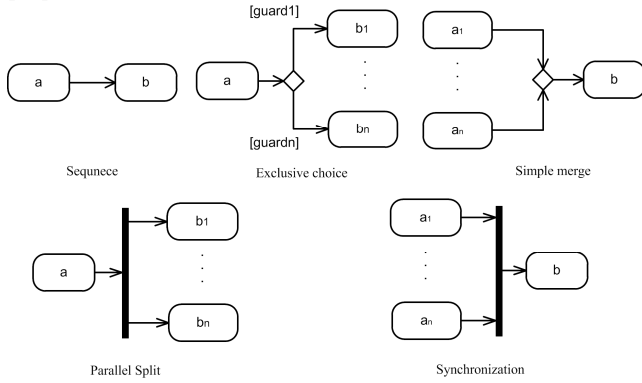 [guard1]
a
b
a
b1
.
.
.
bn
[guardn]
a1
.
.
.
an
b
Sequnece
Exclusive choice
Simple merge
a
b1
.
.
.
bn
a1
.
.
.
an
b
Parallel Split
Synchronization